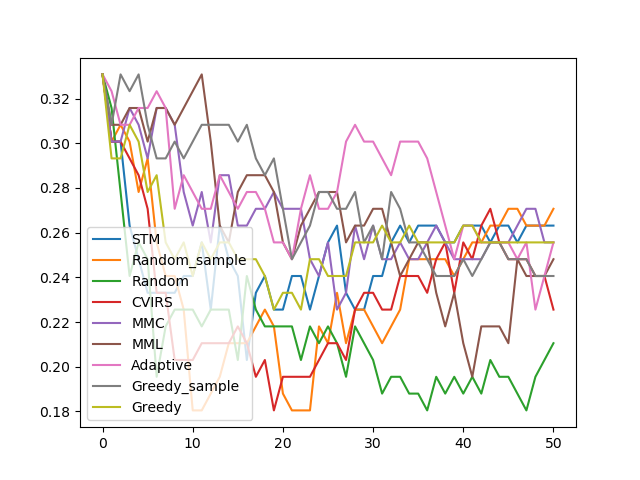 0.32
0.30
0.28
0.26
0.24
0.22
0.20
0.18
STM
Random_sample
Random
CVIRS
MMC
MML
Adaptive
Greedy_sample
Greedy
0 10 20 30 40 50